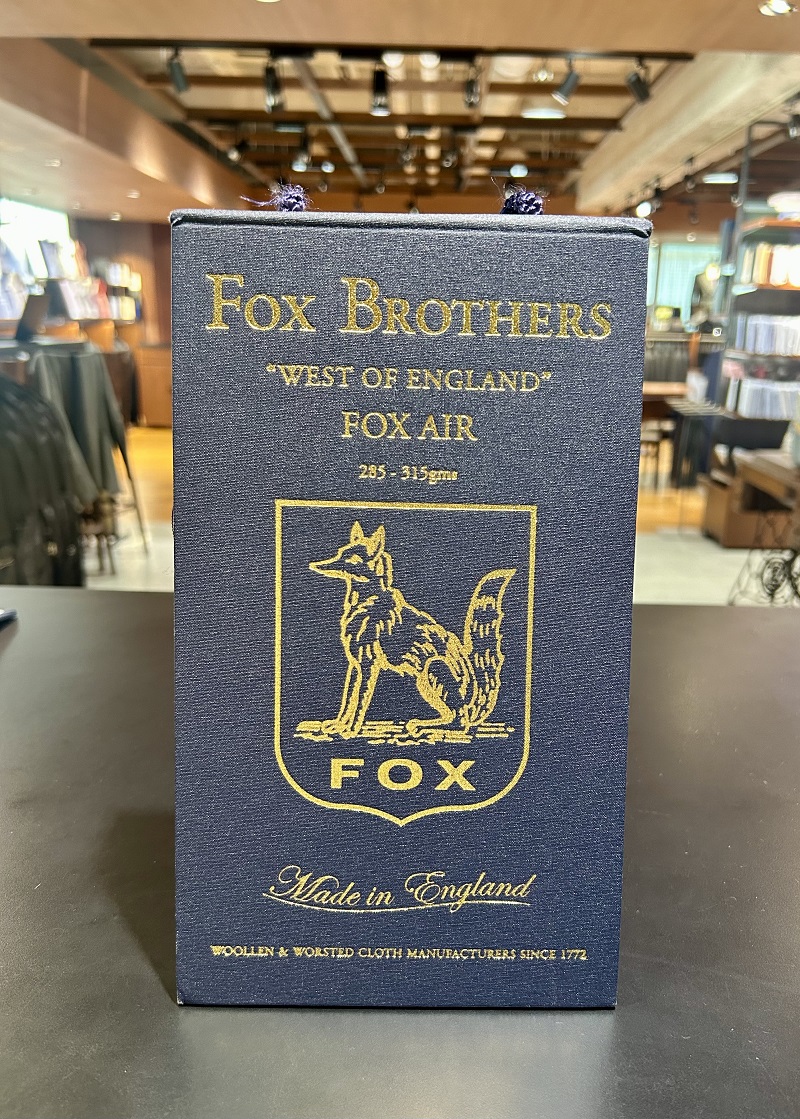 FOX BROTHERS
"WEST OF ENGLAND"
FOX AIR
285 - 315gms
FOX
Made in England
WOOLLEN & WORSTED CLOTH MANUFACTURERS SINCE 1772